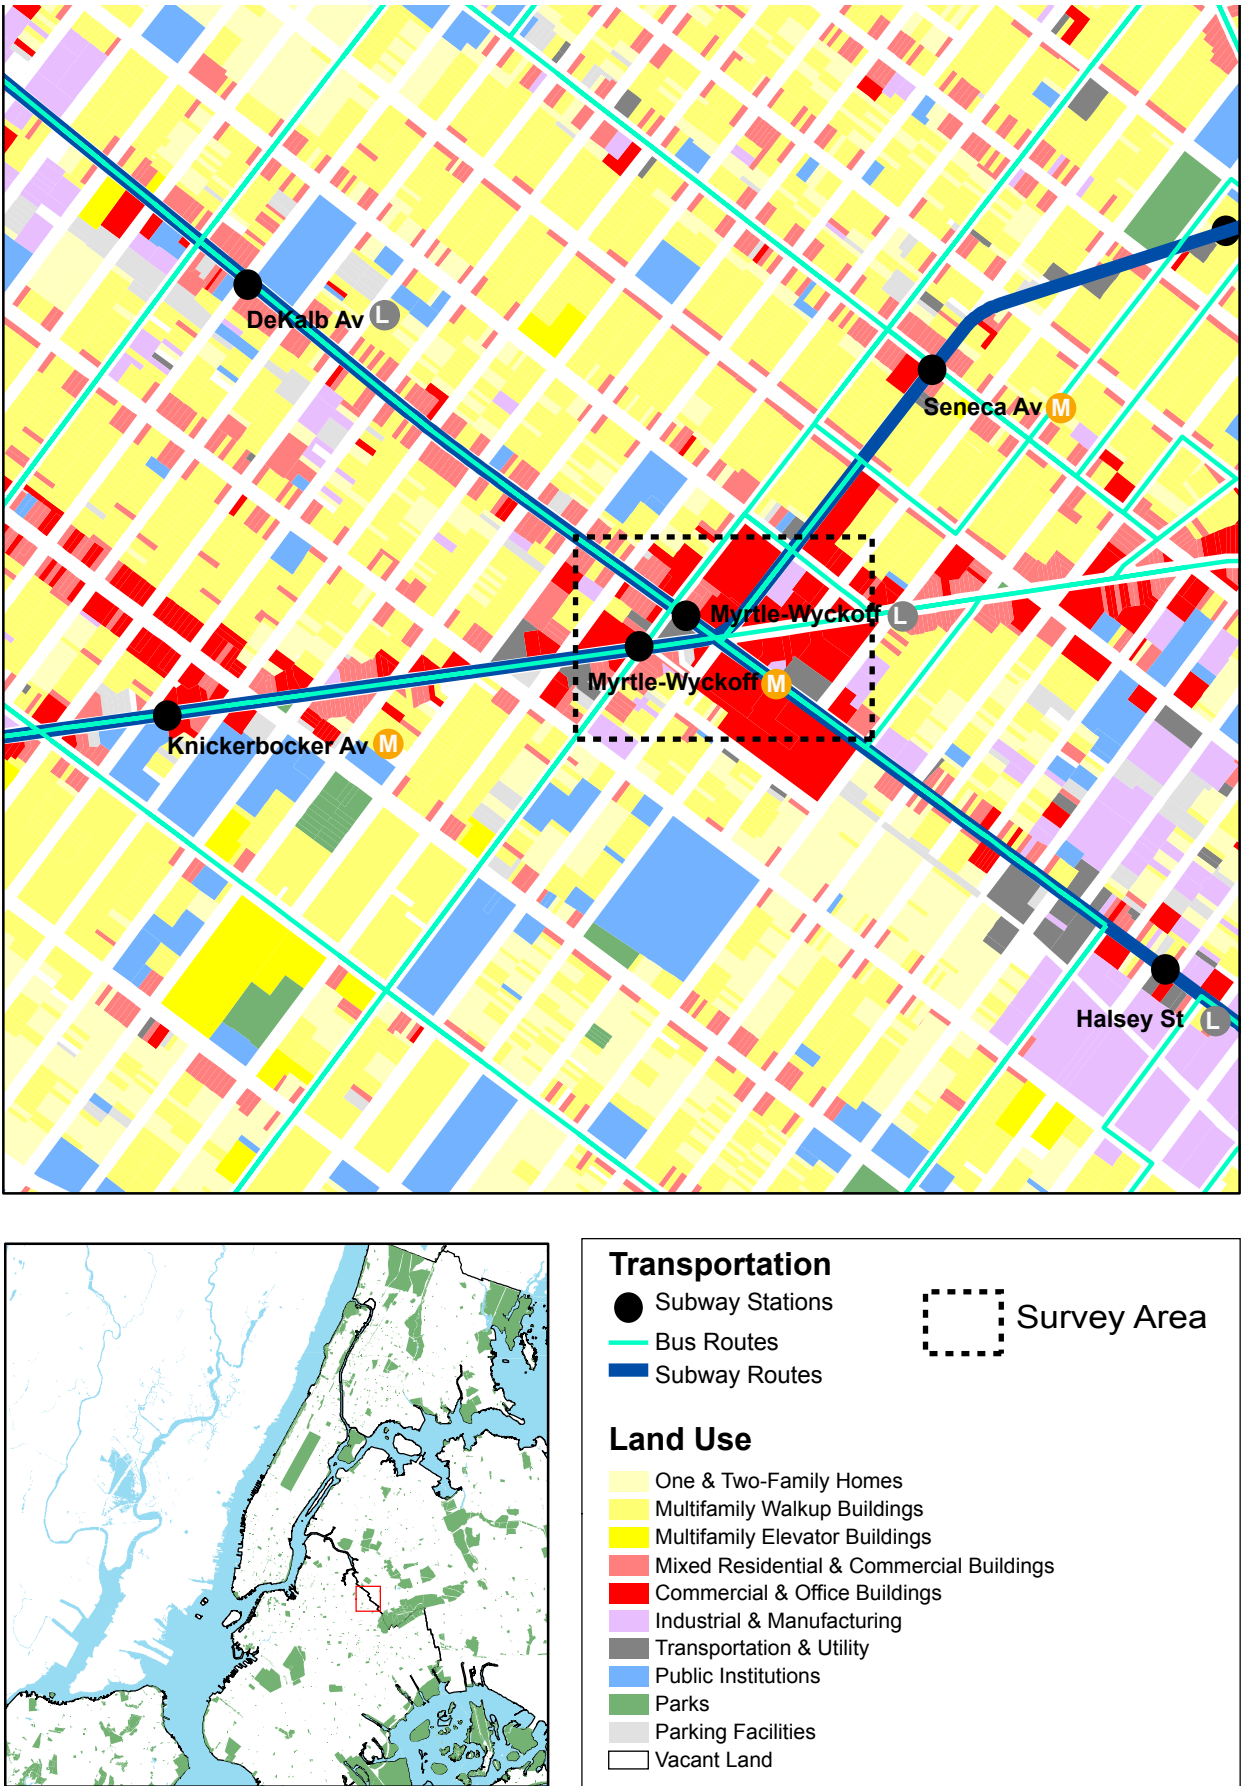 DeKalb Av L
Seneca Av M
Myrtle-Wyckoff L
Myrtle-Wyckoff M
Knickerbocker Av M
Halsey St L
Transportation
Subway Stations
Bus Routes
Subway Routes
Survey Area
Land Use
One & Two-Family Homes
Multifamily Walkup Buildings
Multifamily Elevator Buildings
Mixed Residential & Commercial Buildings
Commercial & Office Buildings
Industrial & Manufacturing
Transportation & Utility
Public Institutions
Parks
Parking Facilities
Vacant Land